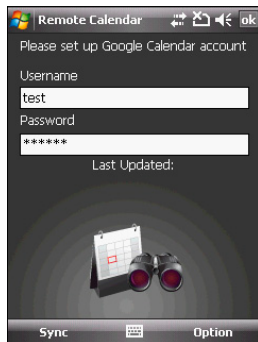 Remote Calendar ok
Please set up Google Calendar account
Username
test
Password
******
Last Updated:
Sync Option